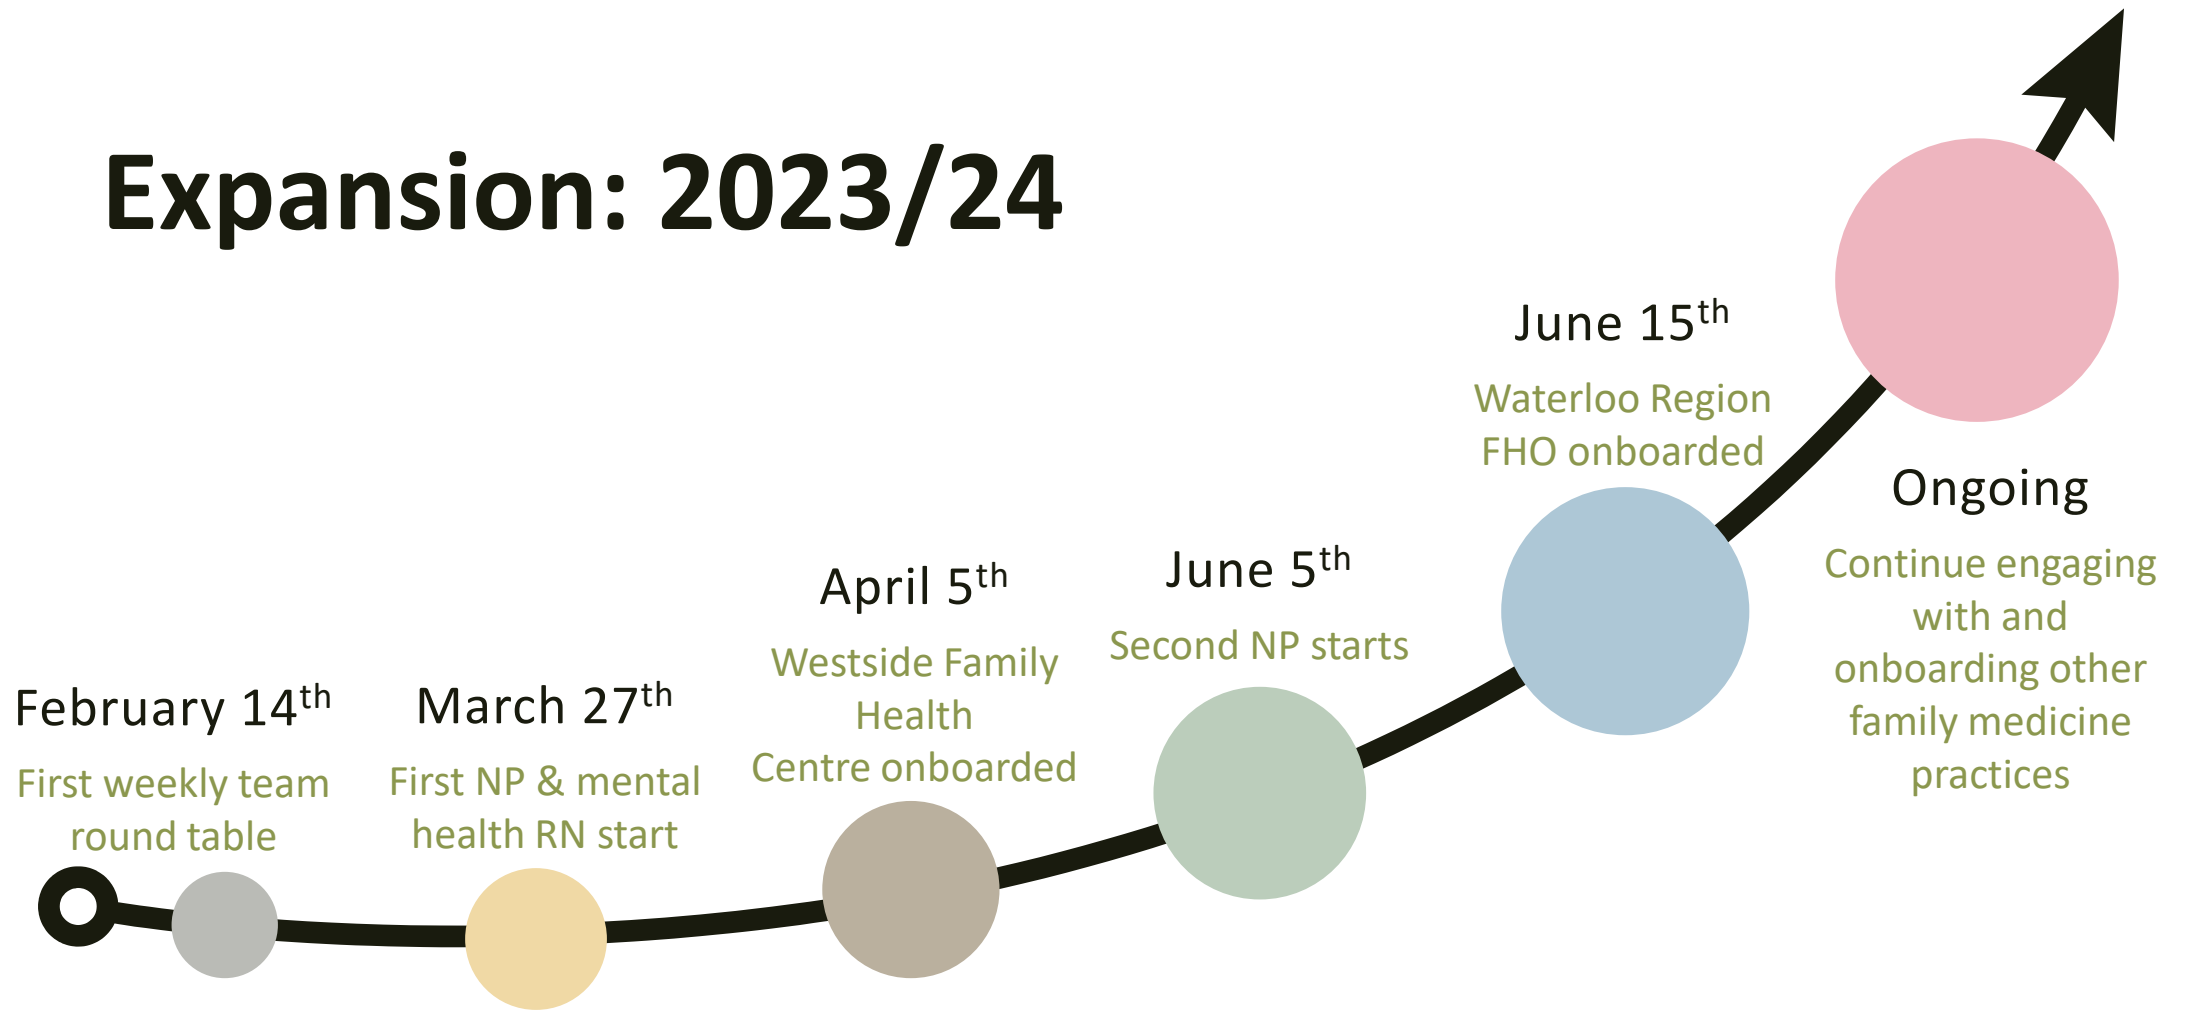 Expansion: 2023/24
February 14th
First weekly team
round table
March 27th
First NP & mental
health RN start
April 5th
Westside Family
Health
Centre onboarded
June 5th
Second NP starts
June 15th
Waterloo Region
FHO onboarded
Ongoing
Continue engaging
with and
onboarding other
family medicine
practices